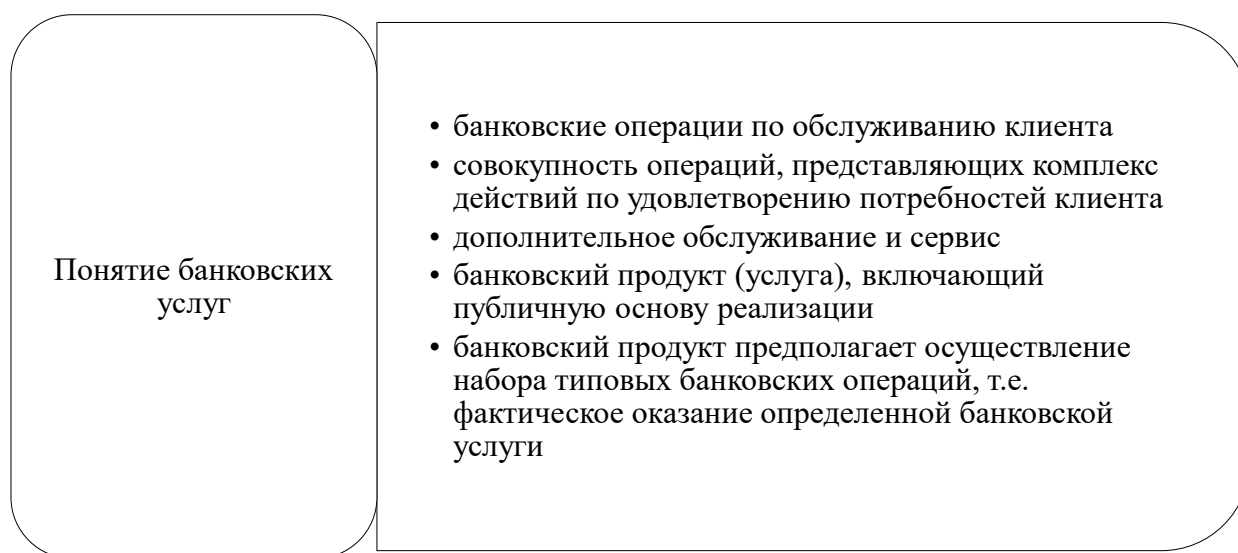 Понятие банковских
услуг
• банковские операции по обслуживанию клиента
• совокупность операций, представляющих комплекс
действий по удовлетворению потребностей клиента
• дополнительное обслуживание и сервис
• банковский продукт (услуга), включающий
публичную основу реализации
• банковский продукт предполагает осуществление
набора типовых банковских операций, т.е.
фактическое оказание определенной банковской
услуги